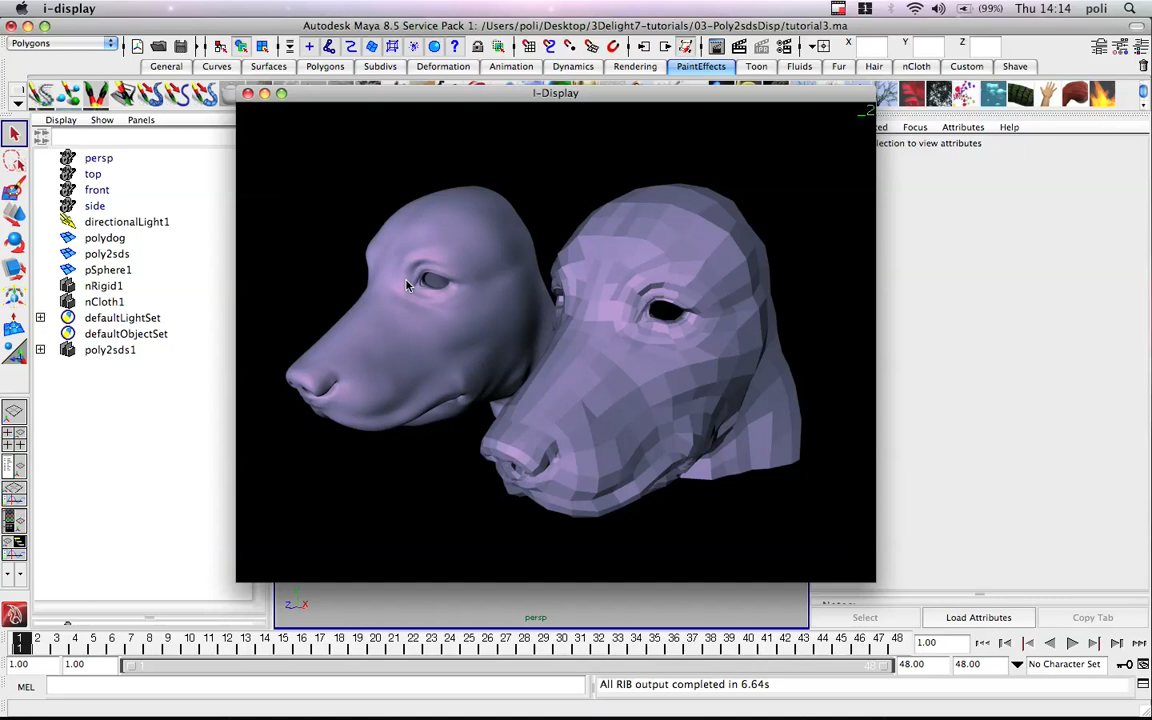 i-display (99%) Thu 14:14 poli
Autodesk Maya 8.5 Service Pack 1: /Users/poli/Desktop/3Delight7-tutorials/03-Poly2sdsDisp/tutorial3.ma
Polygons X Y Z
General Curves Surfaces Polygons Subdivs Deformation Animation Dynamics Rendering PaintEffects Toon Fluids Fur Hair nCloth Custom Shave
I-Display
_2
Display Show Panels
Focus Attributes Help
ection to view attributes
persp
top
front
side
directionalLight1
polydog
poly2sds
pSphere1
nRigid1
nCloth1
defaultLightSet
defaultObjectSet
poly2sds1
z x
persp
Select Load Attributes Copy Tab
1 2 3 4 5 6 7 8 9 10 11 12 13 14 15 16 17 18 19 20 21 22 23 24 25 26 27 28 29 30 31 32 33 34 35 36 37 38 39 40 41 42 43 44 45 46 47 48 1.00
1
1.00 1.00 1 48 48.00 48.00 No Character Set
MEL All RIB output completed in 6.64s